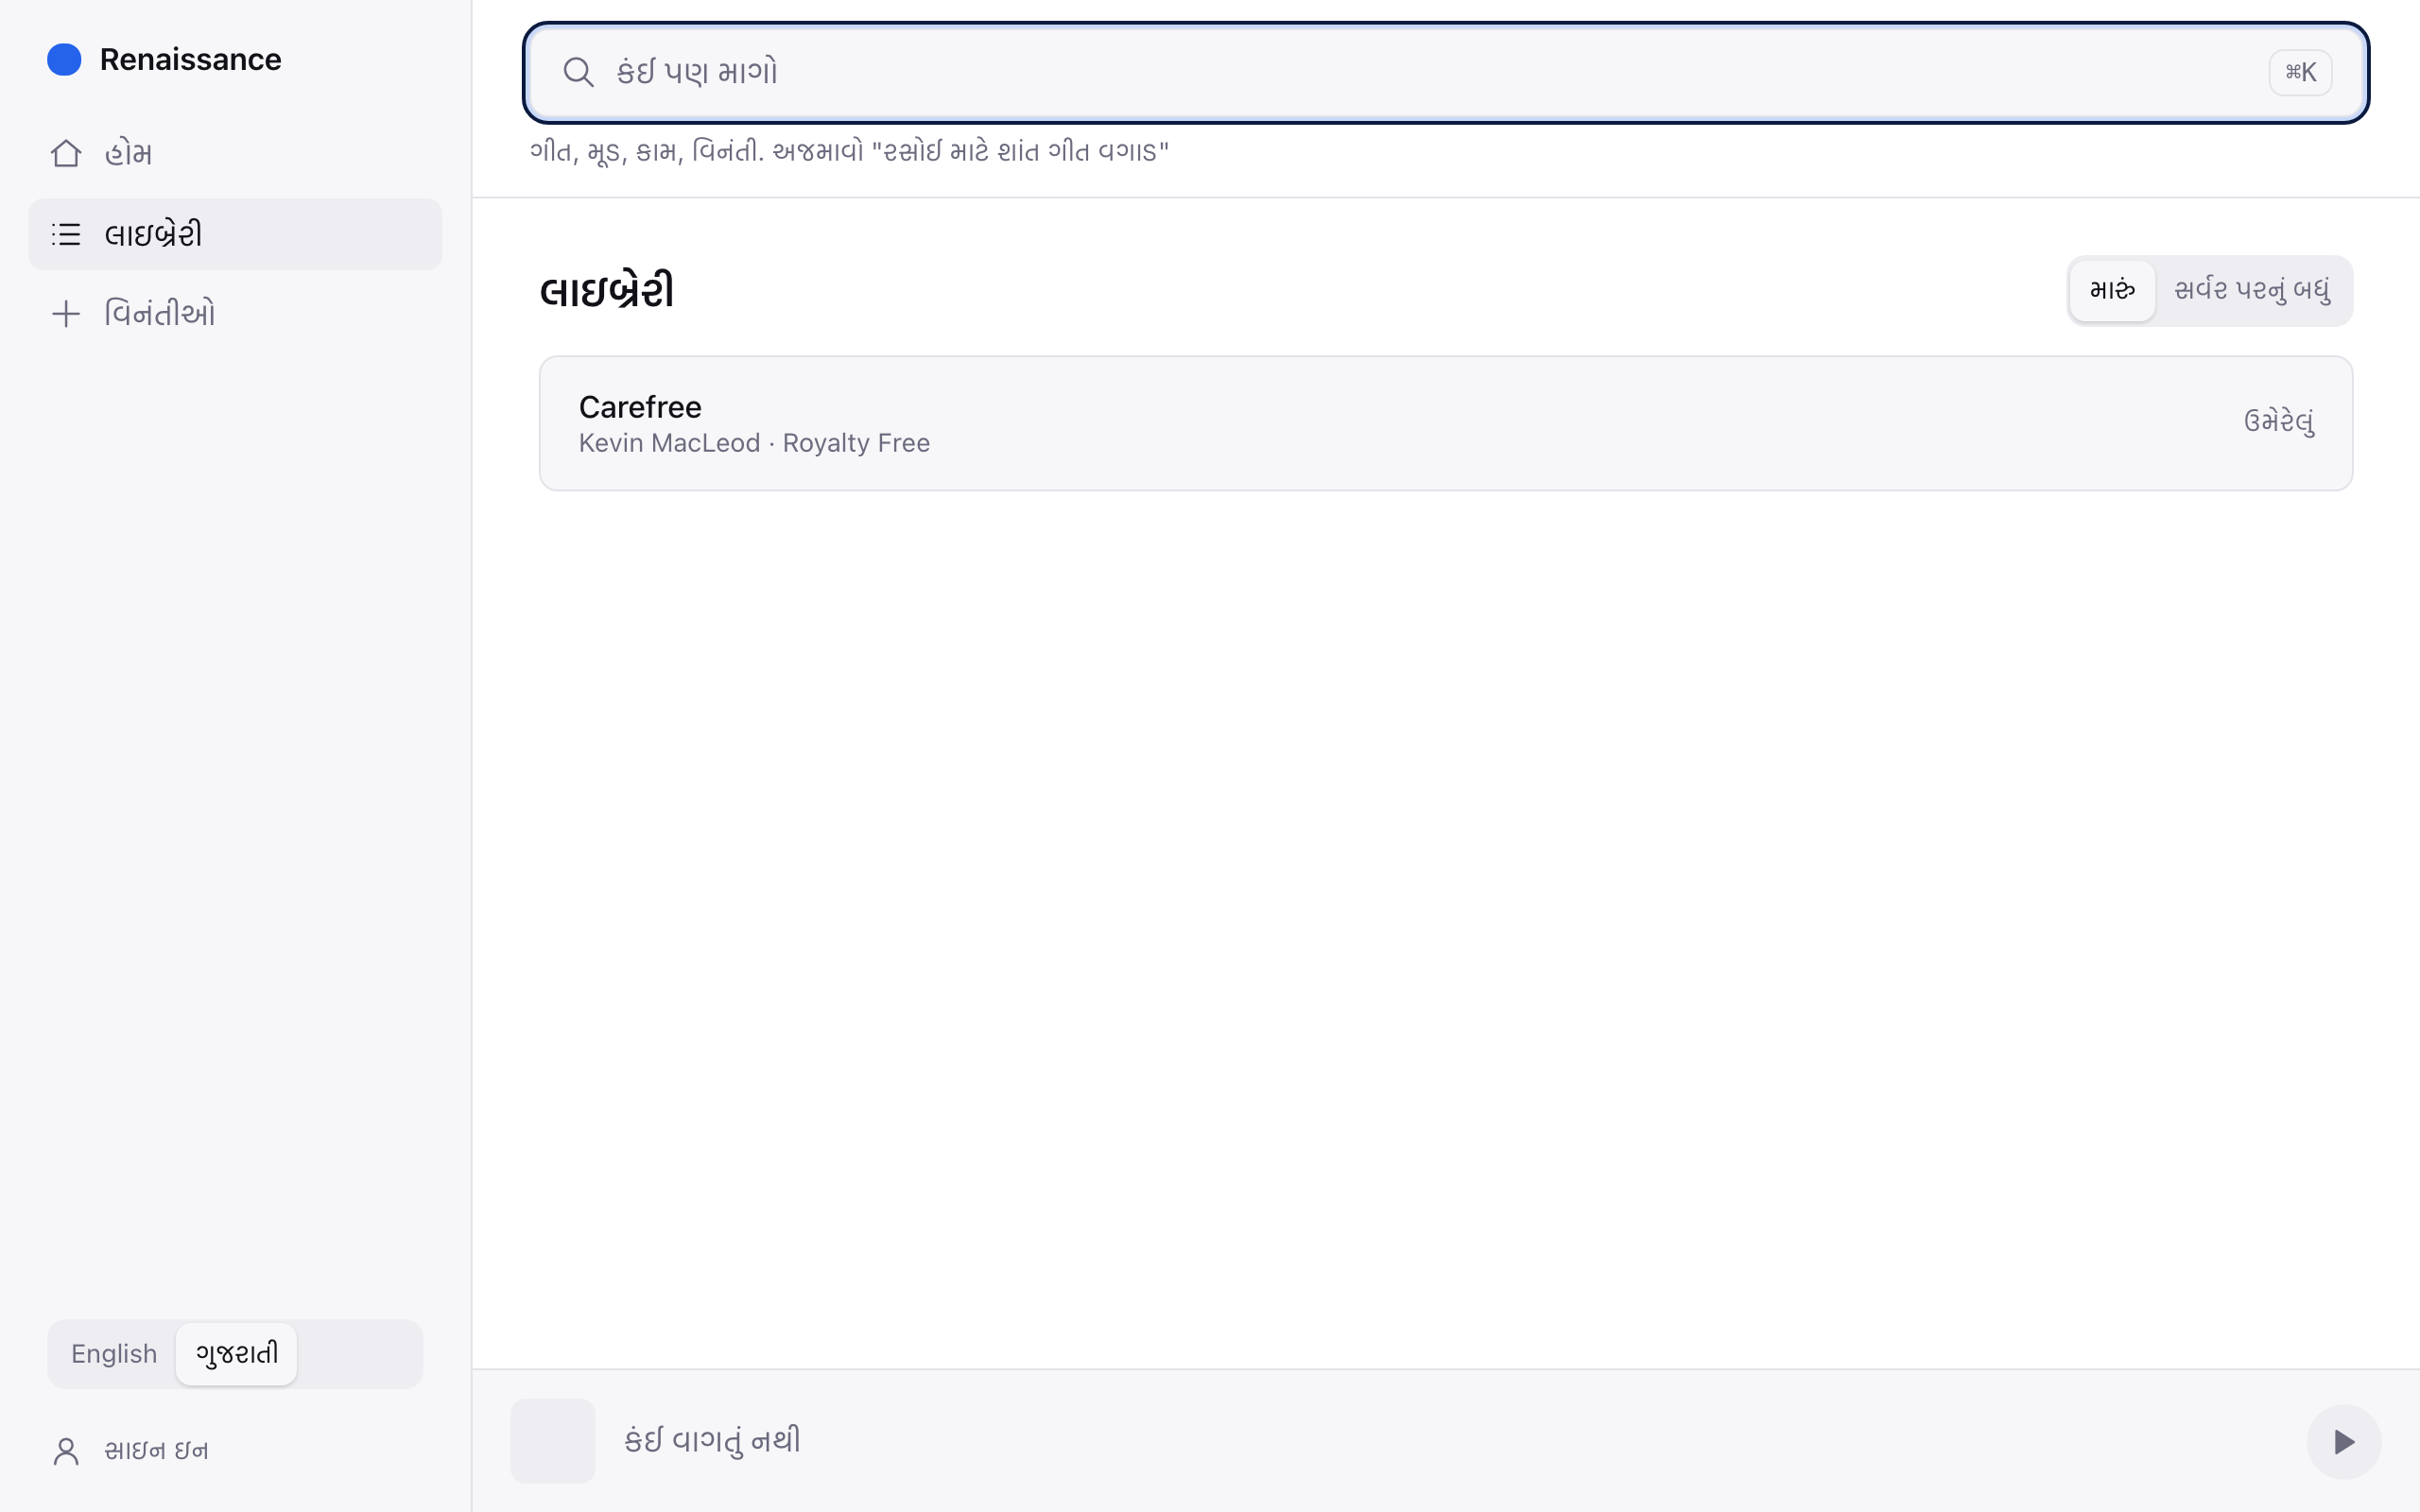 Renaissance
હોમ
લાઇબ્રેરી
વિનંતીઓ
English
ગુજરાતી
સાઇન ઇન
કંઈ પણ માગો
⌘K
ગીત, મૂડ, કામ, વિનંતી. અજમાવો "રસોઈ માટે શાંત ગીત વગાડ"
લાઇબ્રેરી
મારું
સર્વર પરનું બધું
Carefree
Kevin MacLeod · Royalty Free
ઉમેરેલું
કંઈ વાગતું નથી